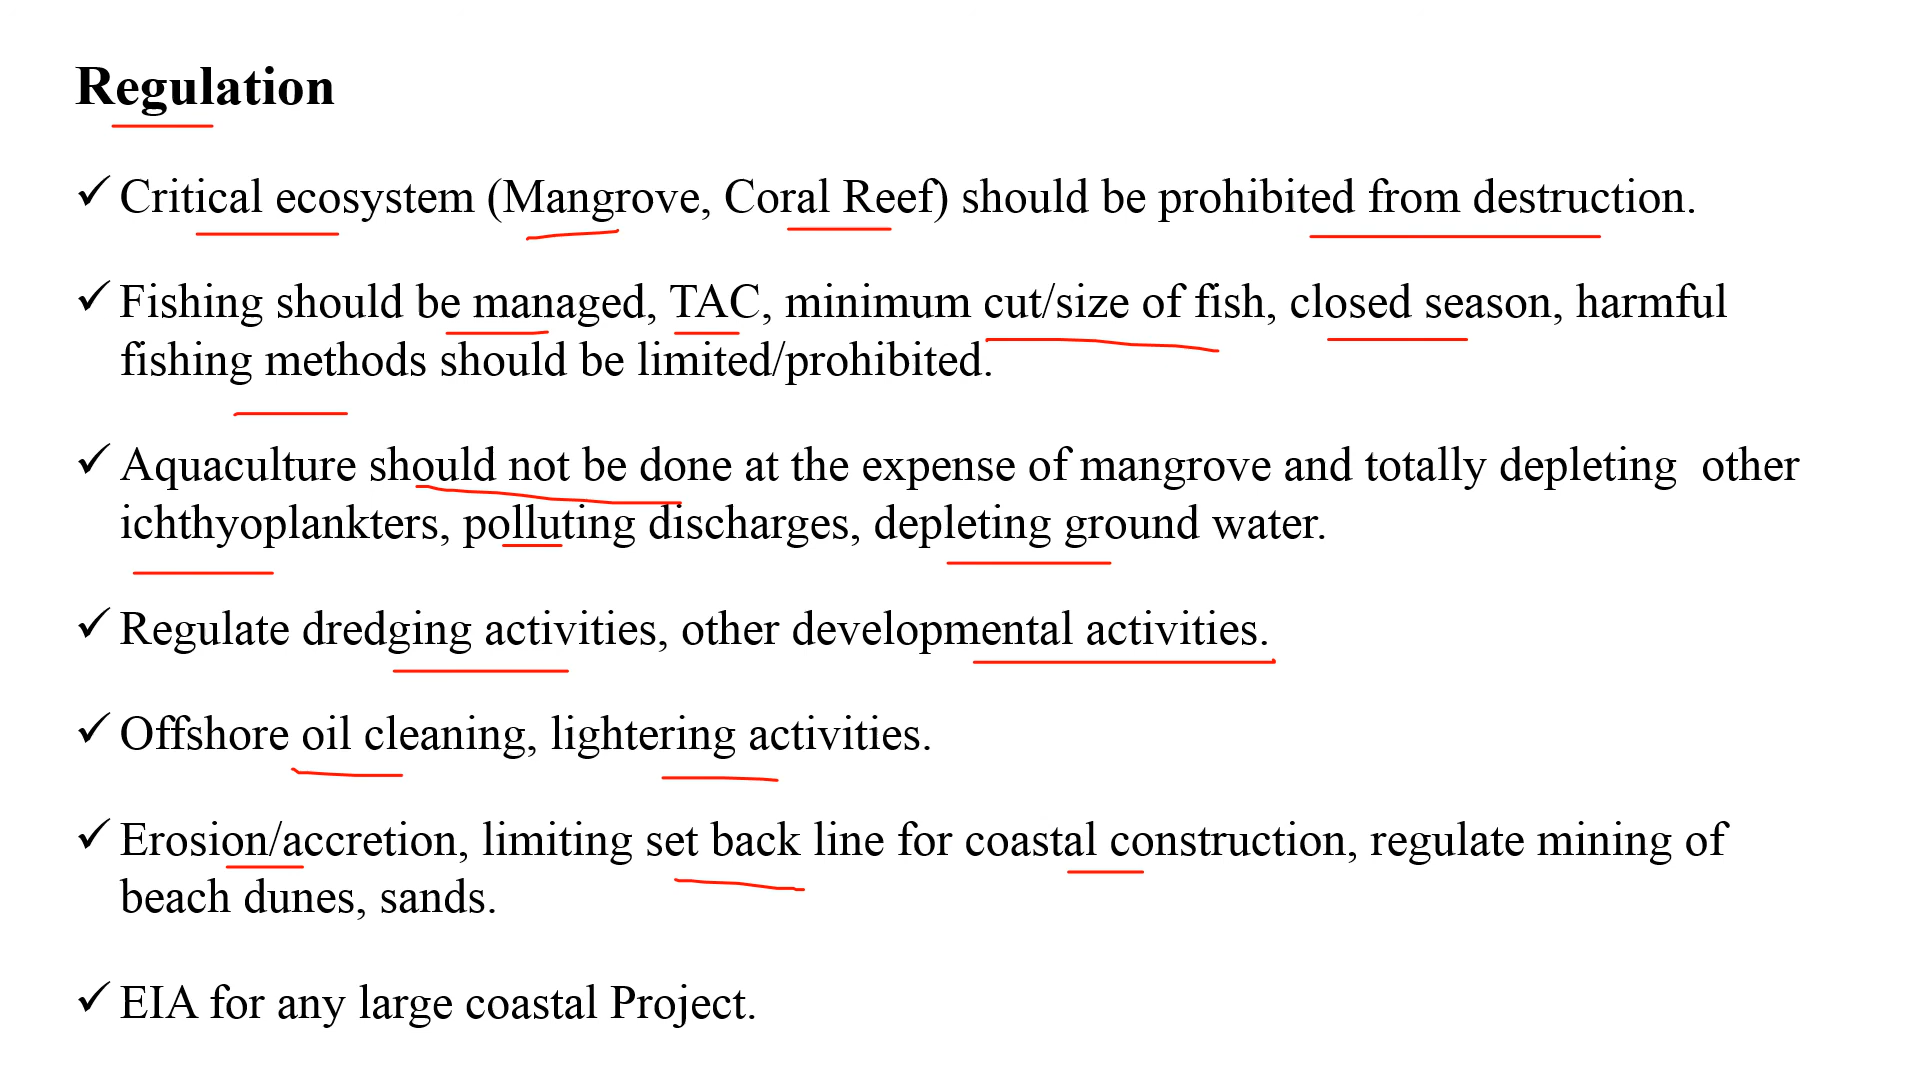 Regulation
✓ Critical ecosystem (Mangrove, Coral Reef) should be prohibited from destruction.
✓ Fishing should be managed, TAC, minimum cut/size of fish, closed season, harmful
fishing methods should be limited/prohibited.
✓ Aquaculture should not be done at the expense of mangrove and totally depleting other
ichthyoplankters, polluting discharges, depleting ground water.
✓ Regulate dredging activities, other developmental activities.
✓ Offshore oil cleaning, lightering activities.
✓ Erosion/accretion, limiting set back line for coastal construction, regulate mining of
beach dunes, sands.
✓ EIA for any large coastal Project.